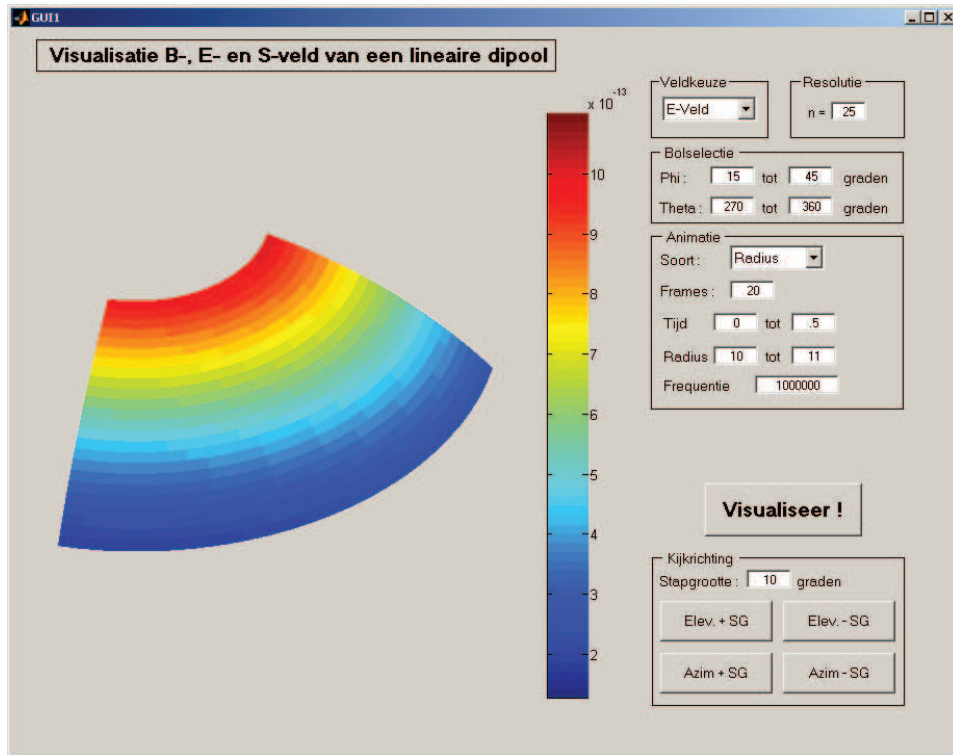 GUI1
Visualisatie B-, E- en S-veld van een lineaire dipool
x 10^-13
10
9
8
7
6
5
4
3
2
Veldkeuze
E-Veld
Resolutie
n = 25
Bolselectie
Phi : 15 tot 45 graden
Theta : 270 tot 360 graden
Animatie
Soort : Radius
Frames : 20
Tijd 0 tot .5
Radius 10 tot 11
Frequentie 1000000
Visualiseer !
Kijkrichting
Stapgrootte : 10 graden
Elev. + SG Elev. - SG
Azim + SG Azim - SG